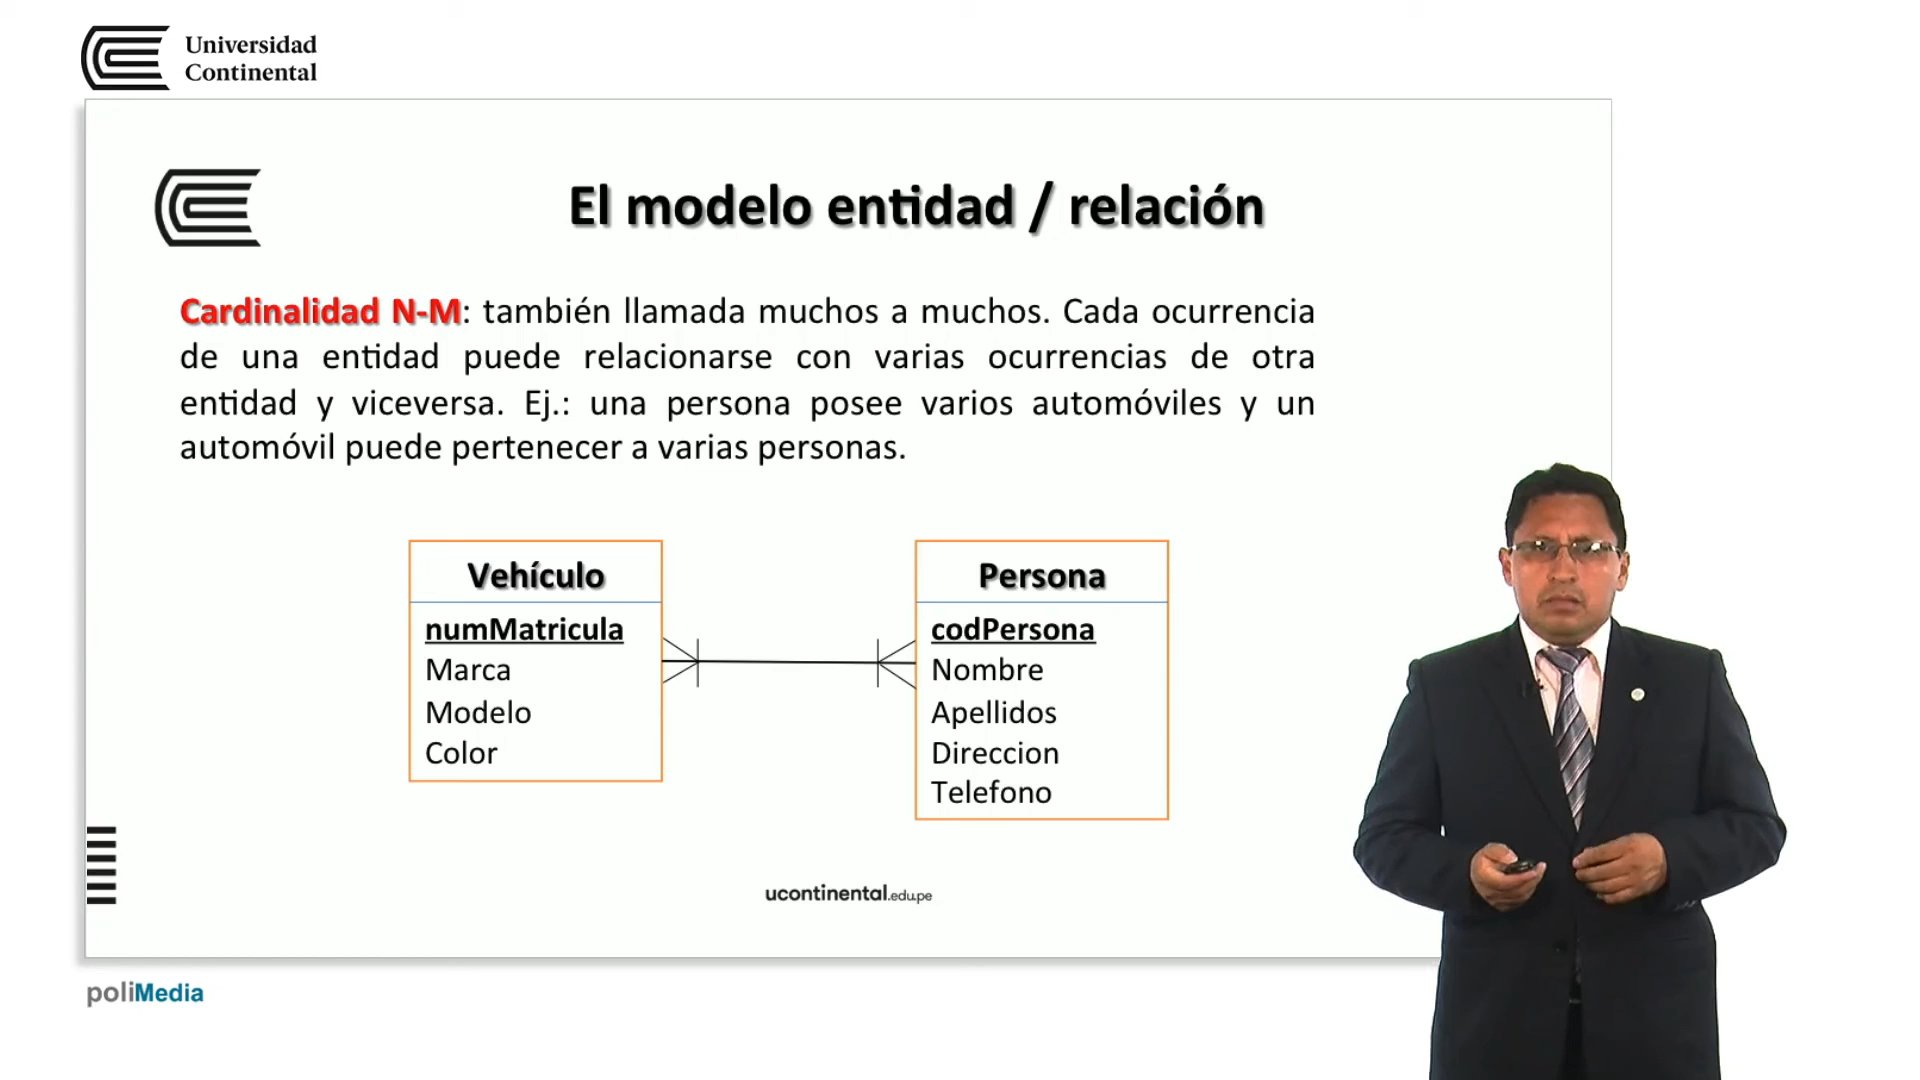 Universidad
Continental
El modelo entidad / relación
Cardinalidad N-M: también llamada muchos a muchos. Cada ocurrencia
de una entidad puede relacionarse con varias ocurrencias de otra
entidad y viceversa. Ej.: una persona posee varios automóviles y un
automóvil puede pertenecer a varias personas.
Vehículo
numMatricula
Marca
Modelo
Color
Persona
codPersona
Nombre
Apellidos
Direccion
Telefono
ucontinental.edu.pe
poliMedia